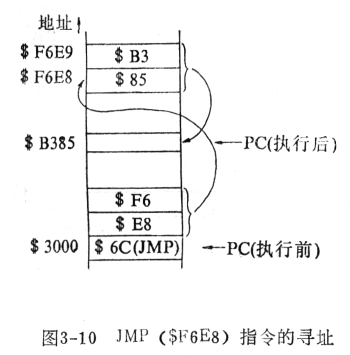 地址
$ F6E9 $ B3
$ F6E8 $ 85
$ B385 PC(执行后)
$ F6
$ E8
$ 3000 $ 6C(JMP) PC(执行前)
图3-10 JMP ($F6E8) 指令的寻址